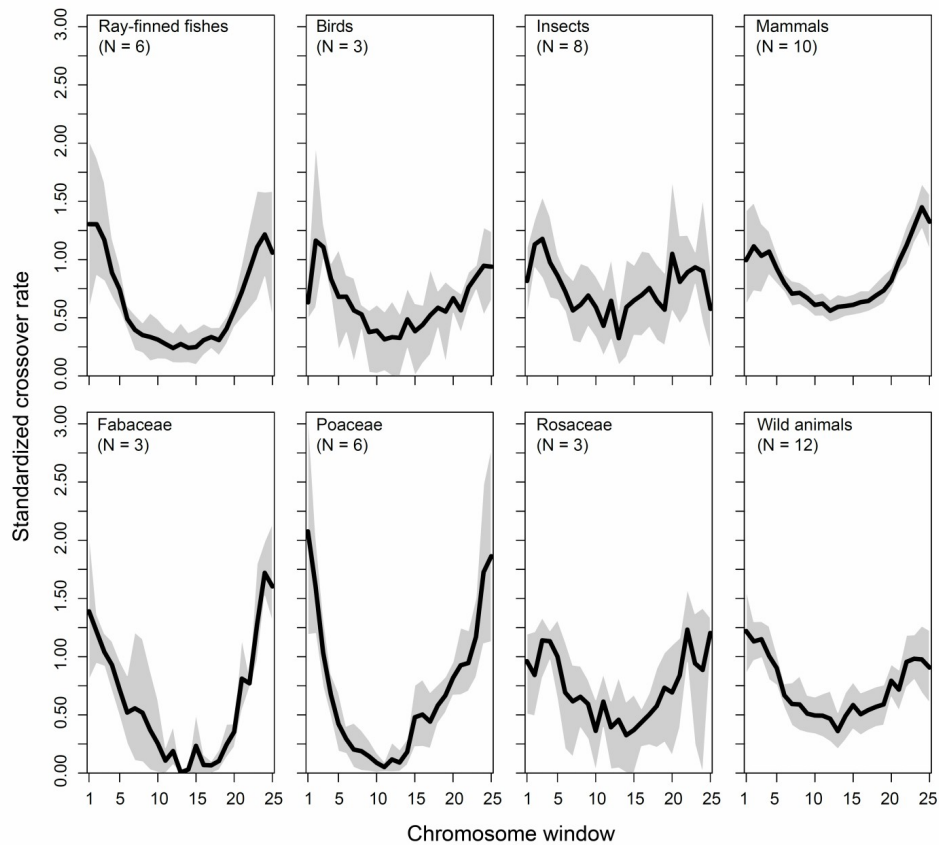 Ray-finned fishes
(N = 6)
Birds
(N = 3)
Insects
(N = 8)
Mammals
(N = 10)
0.00 0.50 1.00 1.50 2.00 2.50 3.00
Fabaceae
(N = 3)
Poaceae
(N = 6)
Rosaceae
(N = 3)
Wild animals
(N = 12)
0.00 0.50 1.00 1.50 2.00 2.50 3.00
Standardized crossover rate
1 5 10 15 20 25
1 5 10 15 20 25
1 5 10 15 20 25
1 5 10 15 20 25
Chromosome window